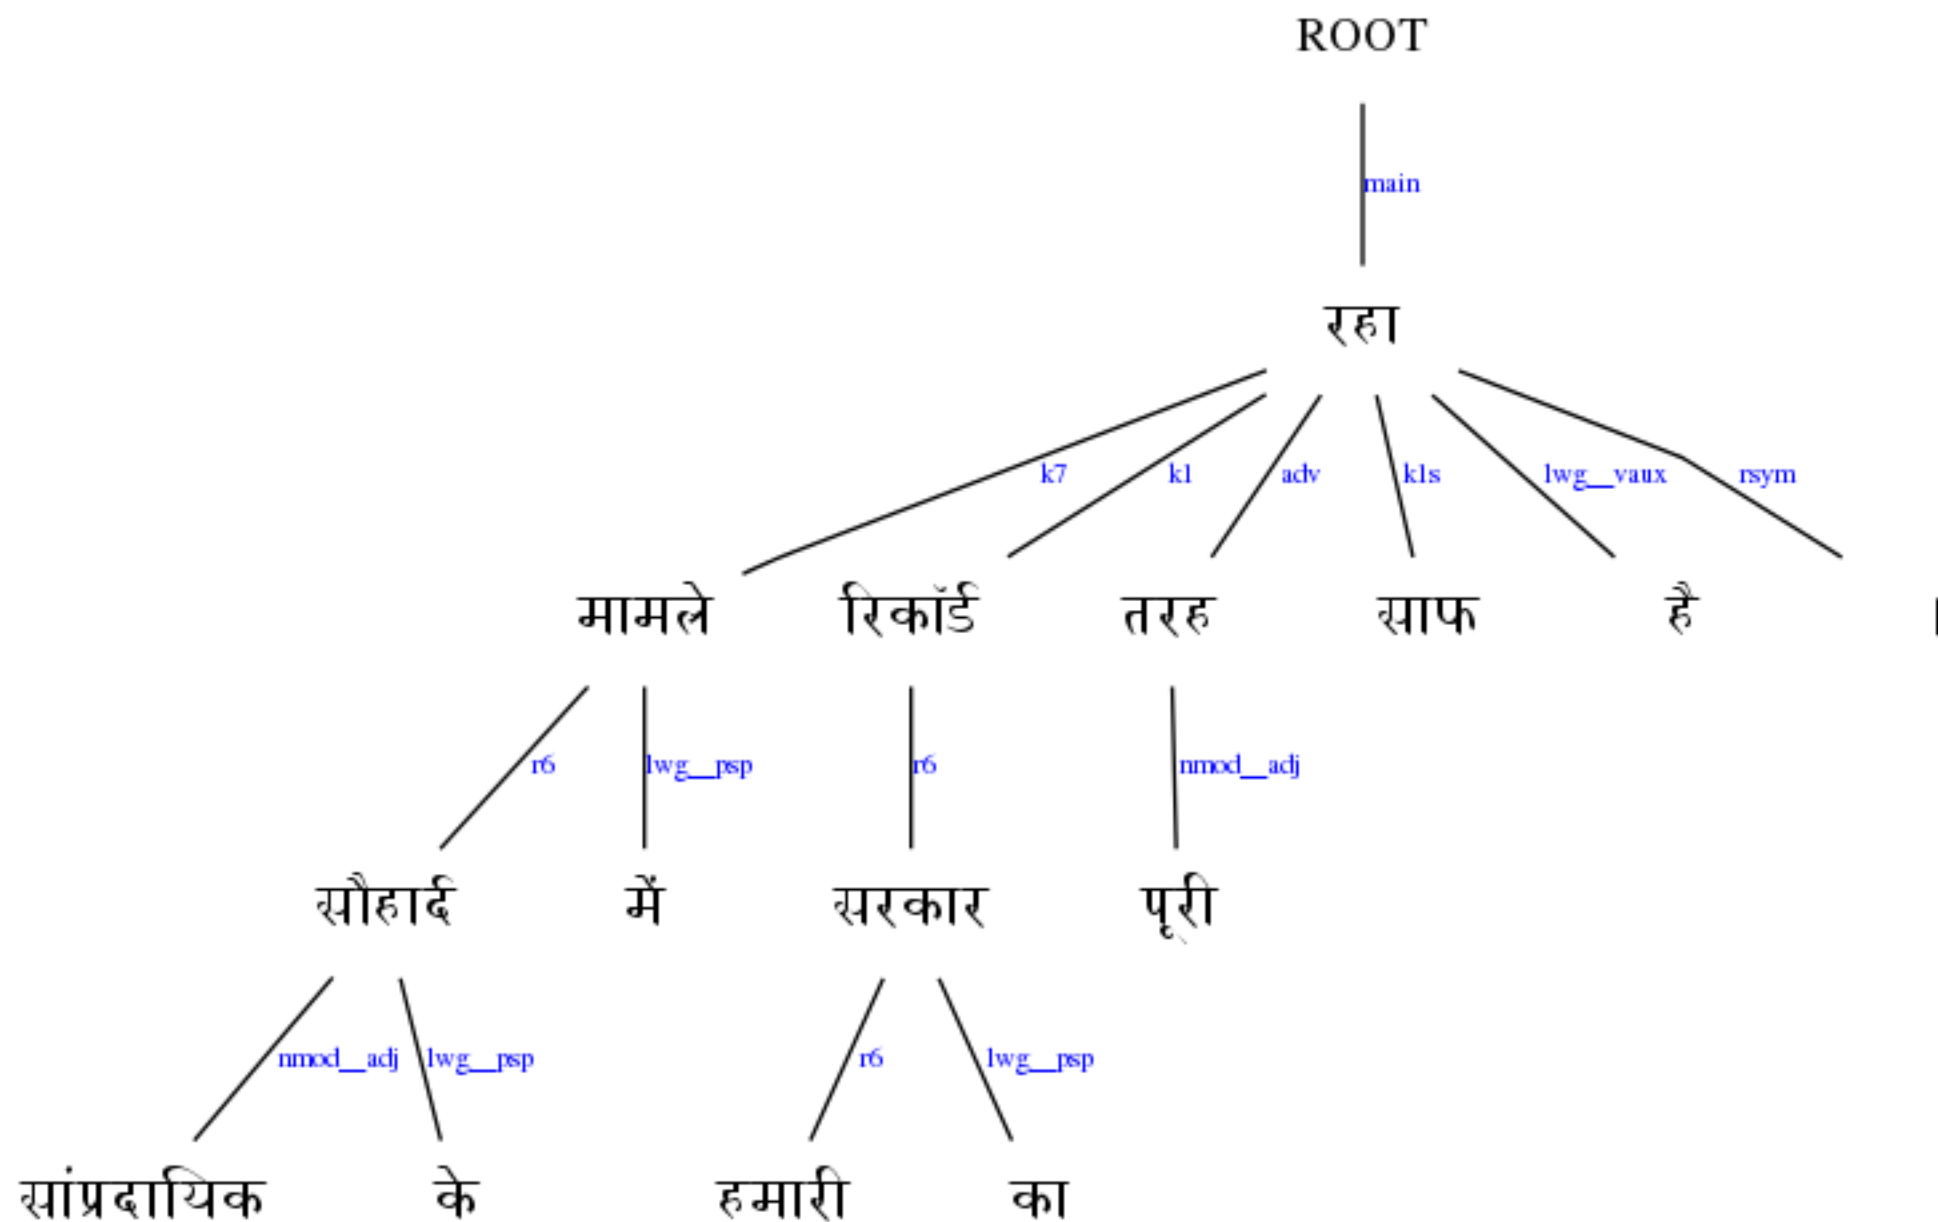 ROOT
main
रहा
k7 k1 adv k1s lwg__vaux rsym
मामले रिकॉर्ड तरह साफ है ।
r6 lwg__psp r6 nmod__adj
सौहार्द में सरकार पूरी
nmod__adj lwg__psp r6 lwg__psp
सांप्रदायिक के हमारी का